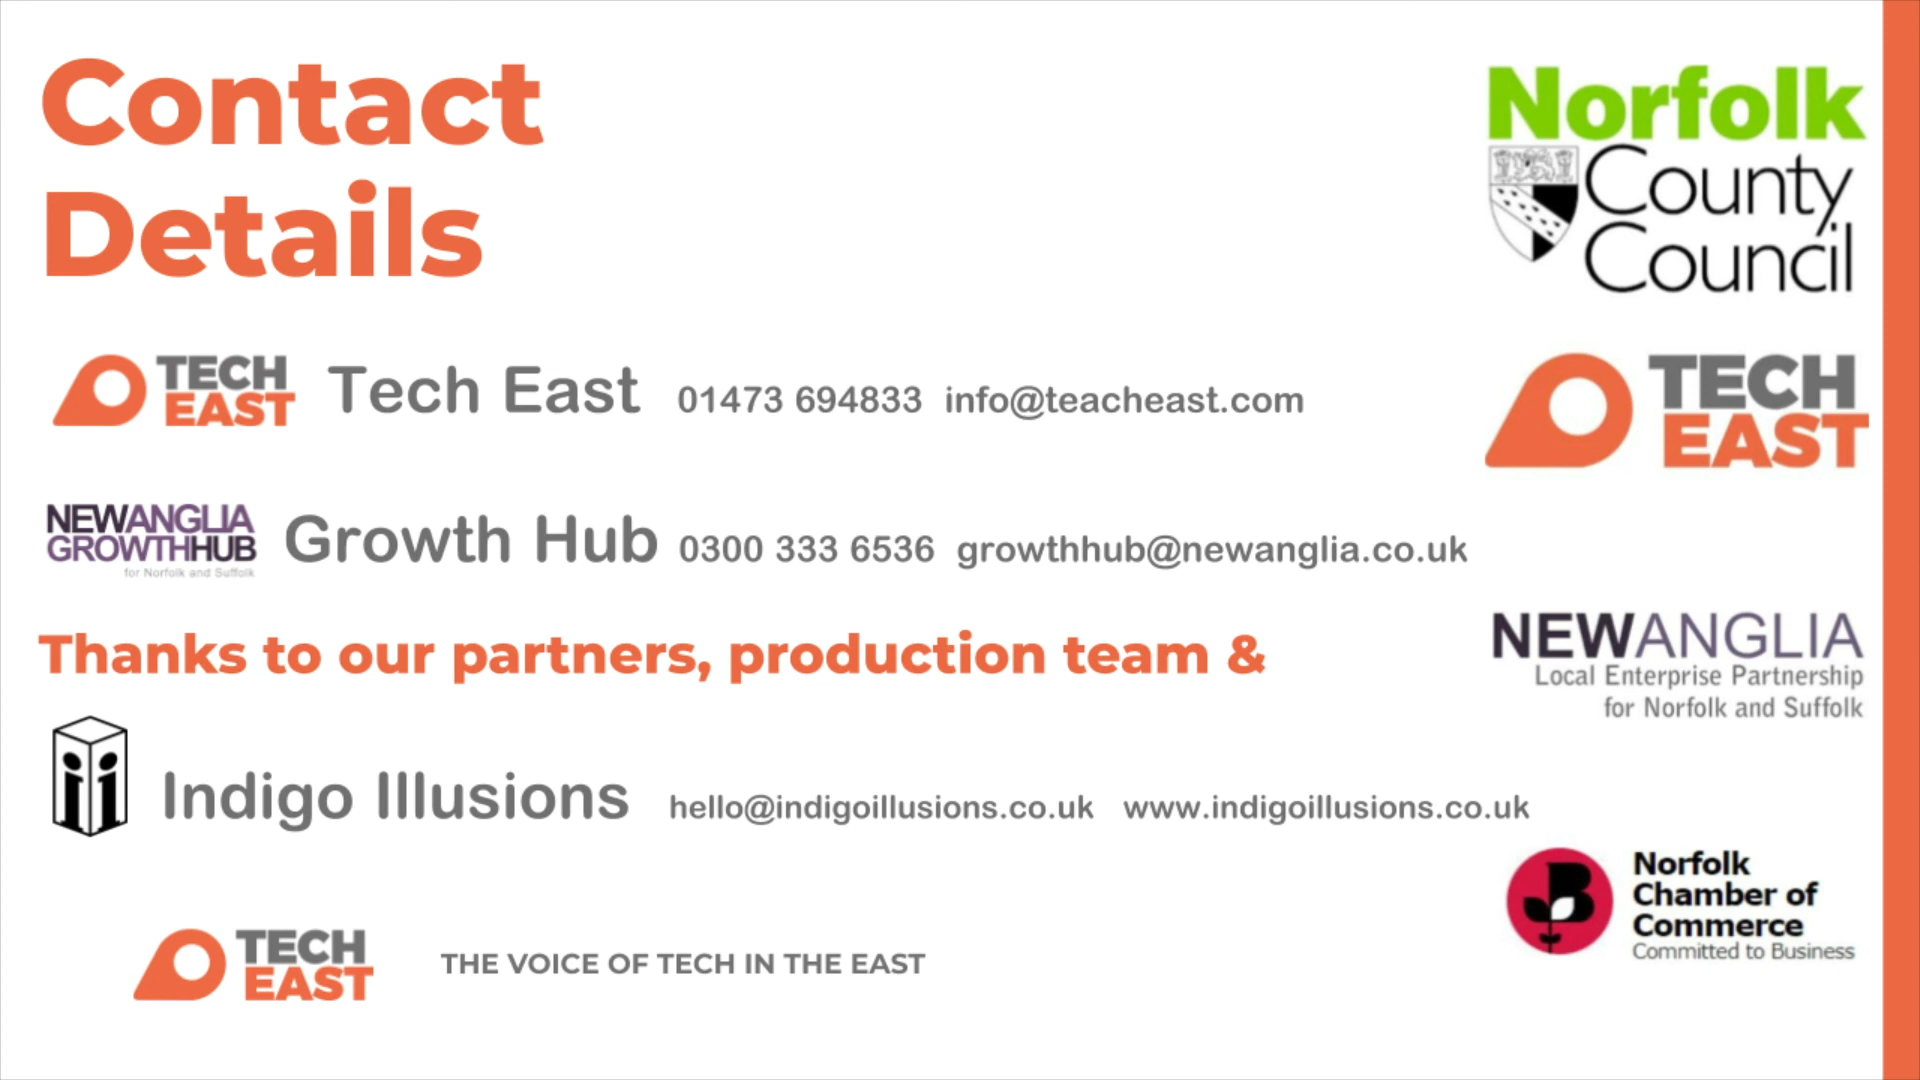 Contact
Details
Norfolk
County
Council
TECH
EAST
Tech East 01473 694833 info@teacheast.com
TECH
EAST
NEWANGLIA
GROWTHHUB
for Norfolk and Suffolk
Growth Hub 0300 333 6536 growthhub@newanglia.co.uk
Thanks to our partners, production team &
NEWANGLIA
Local Enterprise Partnership
for Norfolk and Suffolk
Indigo Illusions hello@indigoillusions.co.uk www.indigoillusions.co.uk
Norfolk
Chamber of
Commerce
Committed to Business
TECH
EAST
THE VOICE OF TECH IN THE EAST